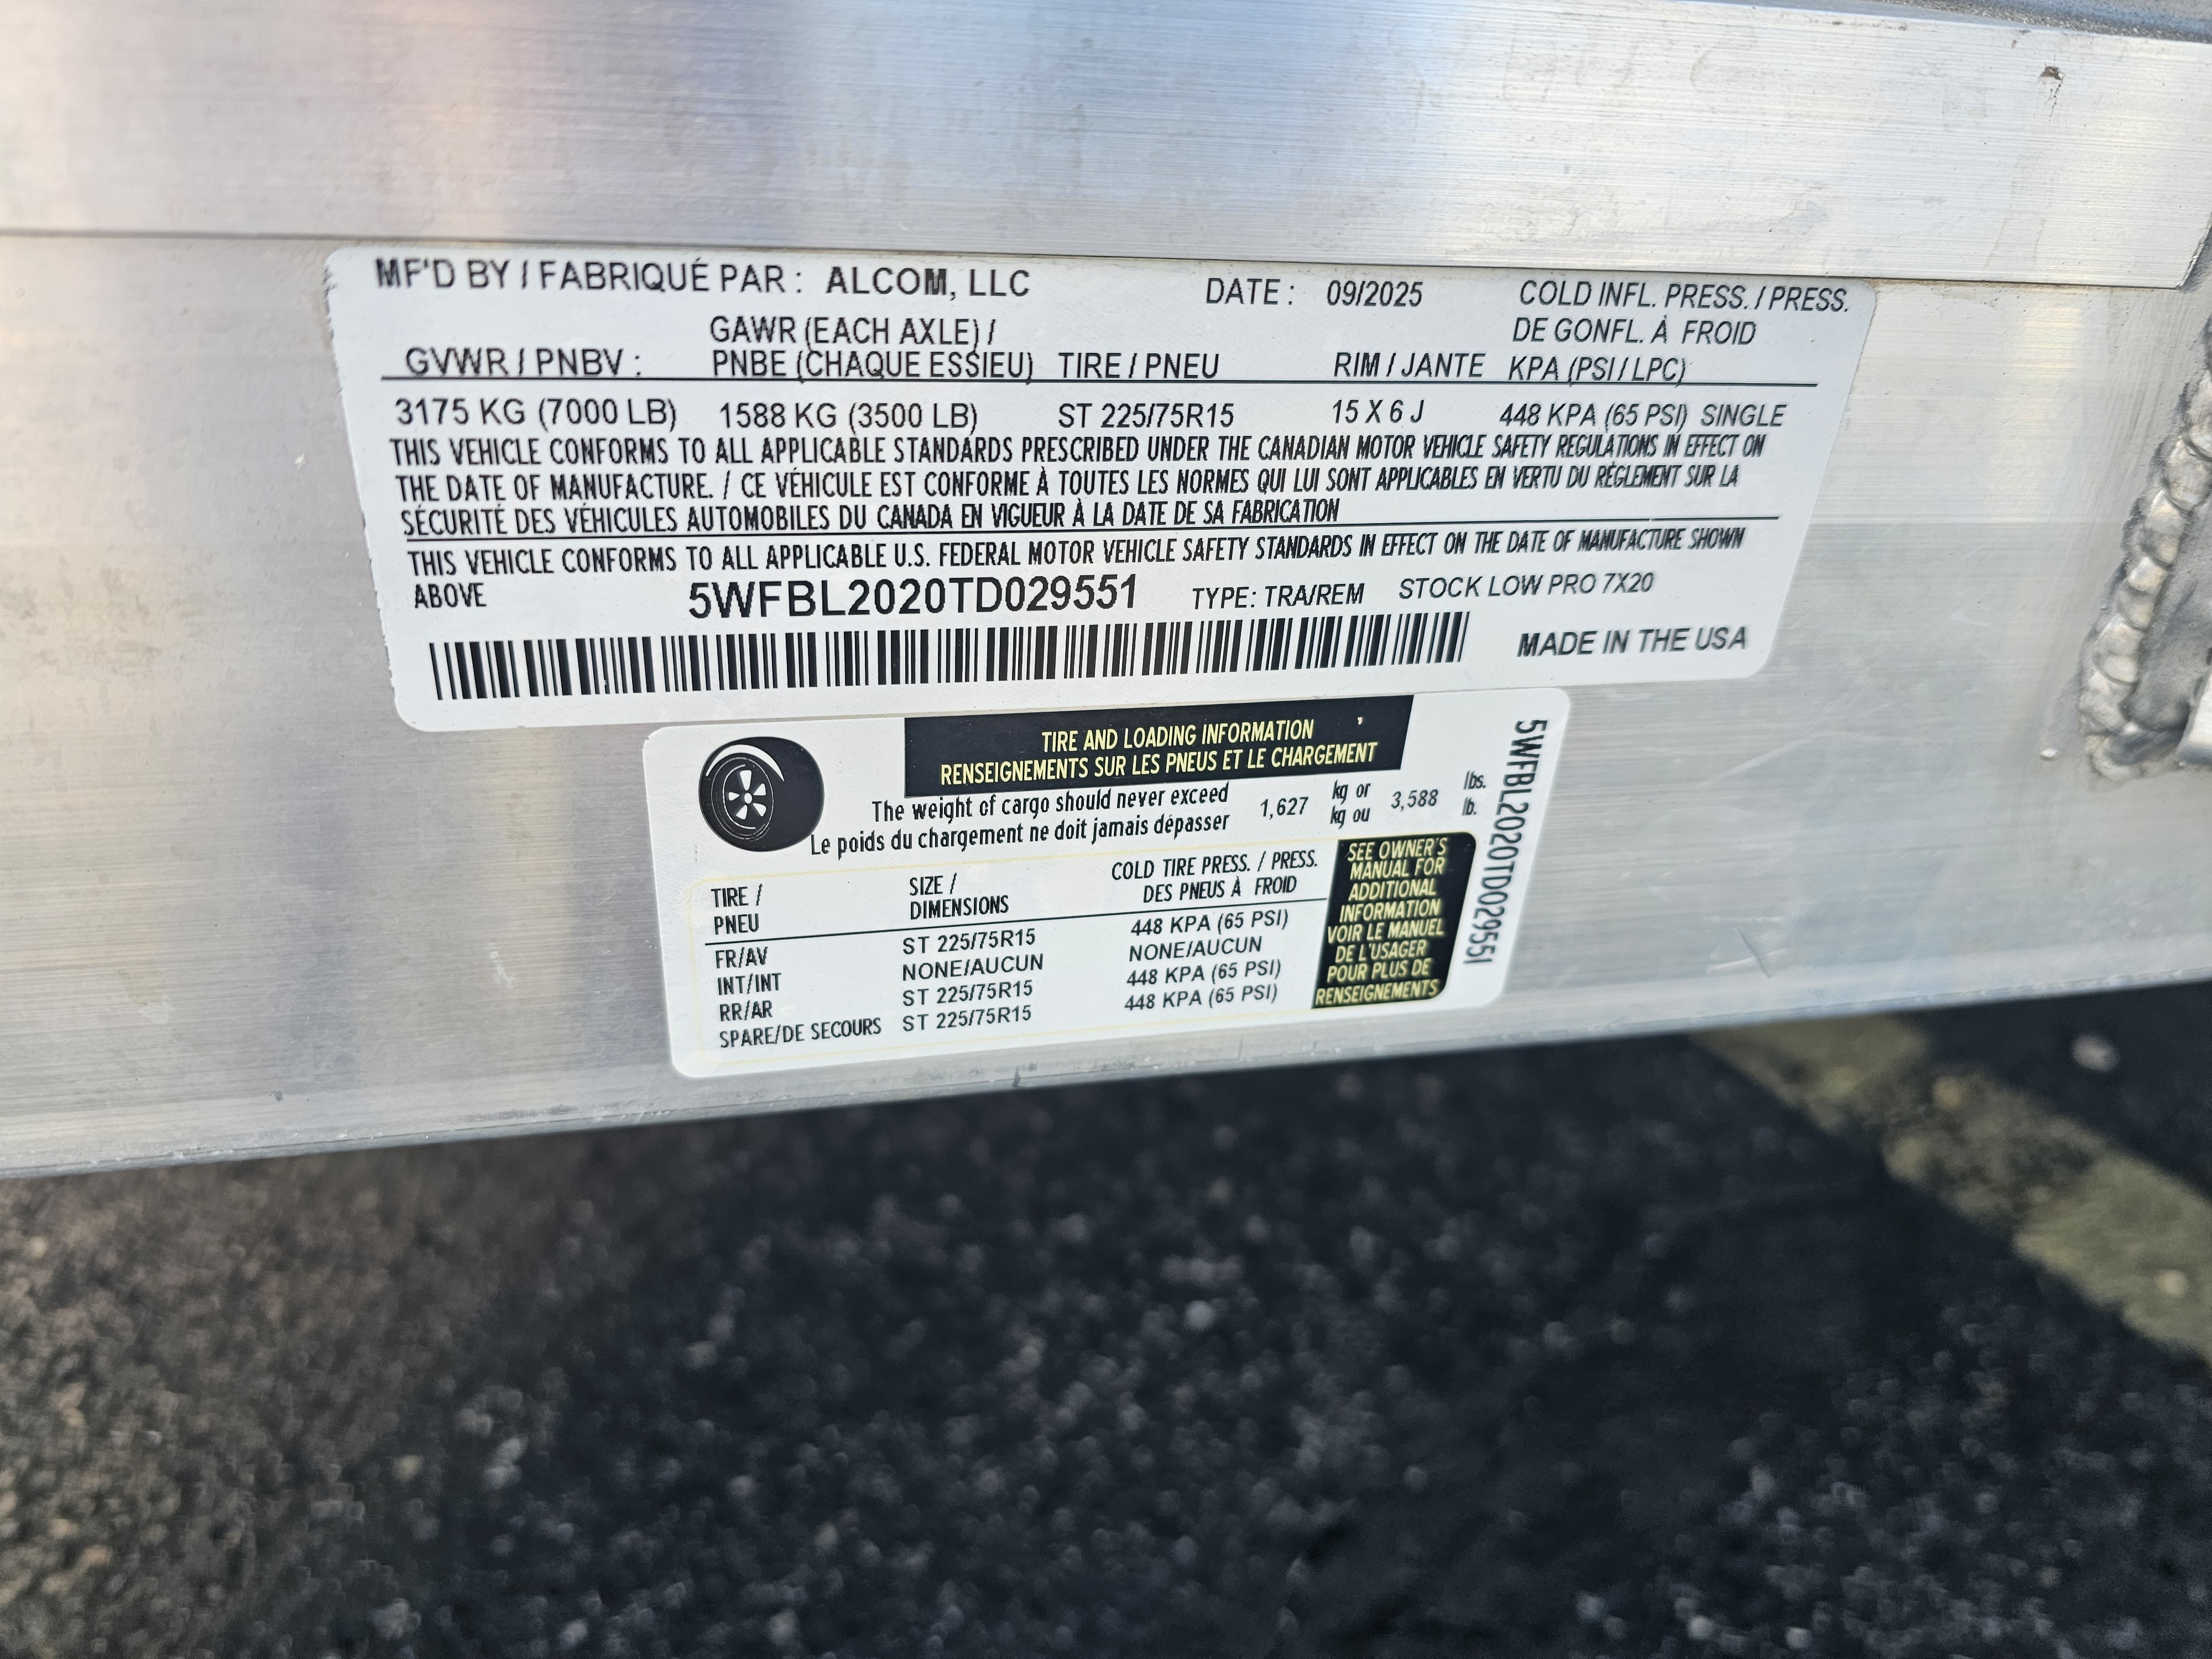 MF'D BY / FABRIQUÉ PAR : ALCOM, LLC DATE : 09/2025 COLD INFL. PRESS. / PRESS.
DE GONFL. À FROID
GAWR (EACH AXLE) /
GVWR / PNBV : PNBE (CHAQUE ESSIEU) TIRE / PNEU RIM / JANTE KPA (PSI / LPC)
3175 KG (7000 LB) 1588 KG (3500 LB) ST 225/75R15 15 X 6 J 448 KPA (65 PSI) SINGLE
THIS VEHICLE CONFORMS TO ALL APPLICABLE STANDARDS PRESCRIBED UNDER THE CANADIAN MOTOR VEHICLE SAFETY REGULATIONS IN EFFECT ON
THE DATE OF MANUFACTURE. / CE VÉHICULE EST CONFORME À TOUTES LES NORMES QUI LUI SONT APPLICABLES EN VERTU DU RÈGLEMENT SUR LA
SÉCURITÉ DES VÉHICULES AUTOMOBILES DU CANADA EN VIGUEUR À LA DATE DE SA FABRICATION
THIS VEHICLE CONFORMS TO ALL APPLICABLE U.S. FEDERAL MOTOR VEHICLE SAFETY STANDARDS IN EFFECT ON THE DATE OF MANUFACTURE SHOWN
ABOVE 5WFBL2020TD029551 TYPE: TRA/REM STOCK LOW PRO 7X20
MADE IN THE USA
TIRE AND LOADING INFORMATION
RENSEIGNEMENTS SUR LES PNEUS ET LE CHARGEMENT
The weight of cargo should never exceed 1,627 kg or 3,588 lbs.
Le poids du chargement ne doit jamais dépasser kg ou lb.
TIRE / SIZE / COLD TIRE PRESS. / PRESS.
PNEU DIMENSIONS DES PNEUS À FROID
FR/AV ST 225/75R15 448 KPA (65 PSI)
INT/INT NONE/AUCUN NONE/AUCUN
RR/AR ST 225/75R15 448 KPA (65 PSI)
SPARE/DE SECOURS ST 225/75R15 448 KPA (65 PSI)
SEE OWNER'S
MANUAL FOR
ADDITIONAL
INFORMATION
VOIR LE MANUEL
DE L'USAGER
POUR PLUS DE
RENSEIGNEMENTS
5WFBL2020TD029551